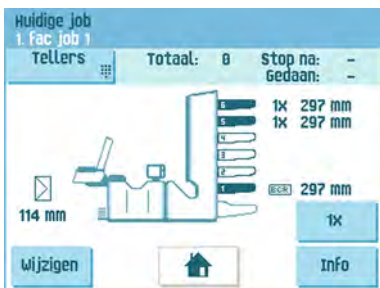 Huidige job
1. Fac job 1
Tellers
Totaal: 0
Stop na: -
Gedaan: -
6 1X 297 mm
5 1X 297 mm
4
3
2
1 BCR 297 mm
114 mm
1X
Wijzigen
Info